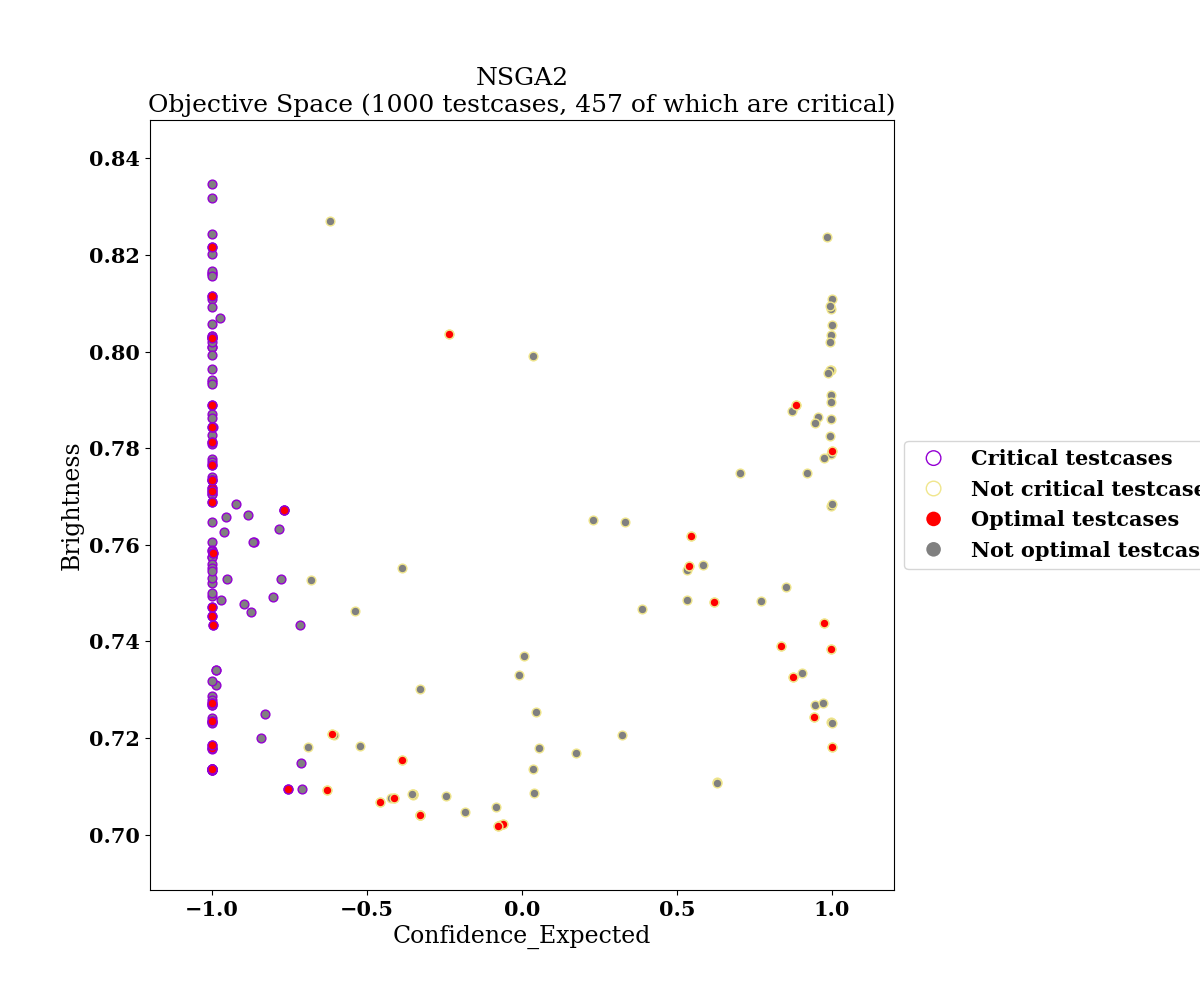 NSGA2
Objective Space (1000 testcases, 457 of which are critical)
0.84
0.82
0.80
0.78
0.76
0.74
0.72
0.70
Brightness
−1.0
−0.5
0.0
0.5
1.0
Confidence_Expected
Critical testcases
Not critical testcase
Optimal testcases
Not optimal testcas